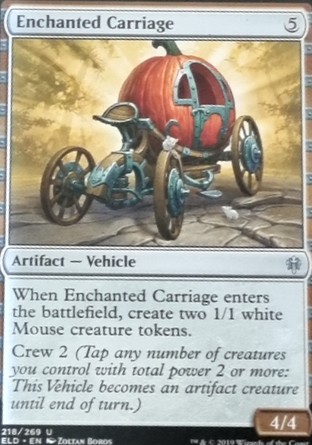 Enchanted Carriage 5
Artifact — Vehicle
When Enchanted Carriage enters
the battlefield, create two 1/1 white
Mouse creature tokens.
Crew 2 (Tap any number of creatures
you control with total power 2 or more:
This Vehicle becomes an artifact creature
until end of turn.)
4/4
218/269 U
ELD • EN Zoltan Boros
™ & © 2019 Wizards of the Coast